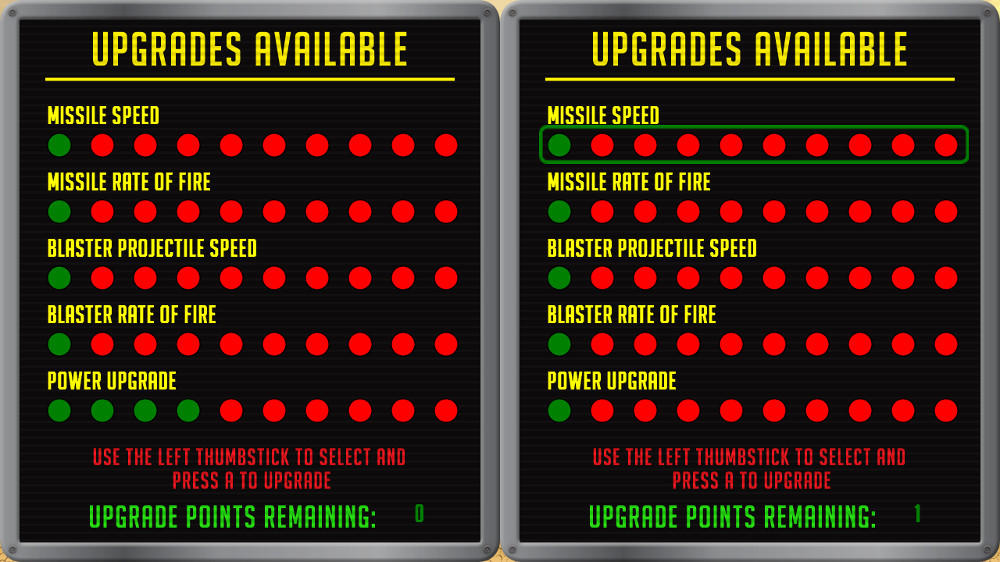 UPGRADES AVAILABLE
MISSILE SPEED
MISSILE RATE OF FIRE
BLASTER PROJECTILE SPEED
BLASTER RATE OF FIRE
POWER UPGRADE
USE THE LEFT THUMBSTICK TO SELECT AND
PRESS A TO UPGRADE
UPGRADE POINTS REMAINING: 0
UPGRADES AVAILABLE
MISSILE SPEED
MISSILE RATE OF FIRE
BLASTER PROJECTILE SPEED
BLASTER RATE OF FIRE
POWER UPGRADE
USE THE LEFT THUMBSTICK TO SELECT AND
PRESS A TO UPGRADE
UPGRADE POINTS REMAINING: 1